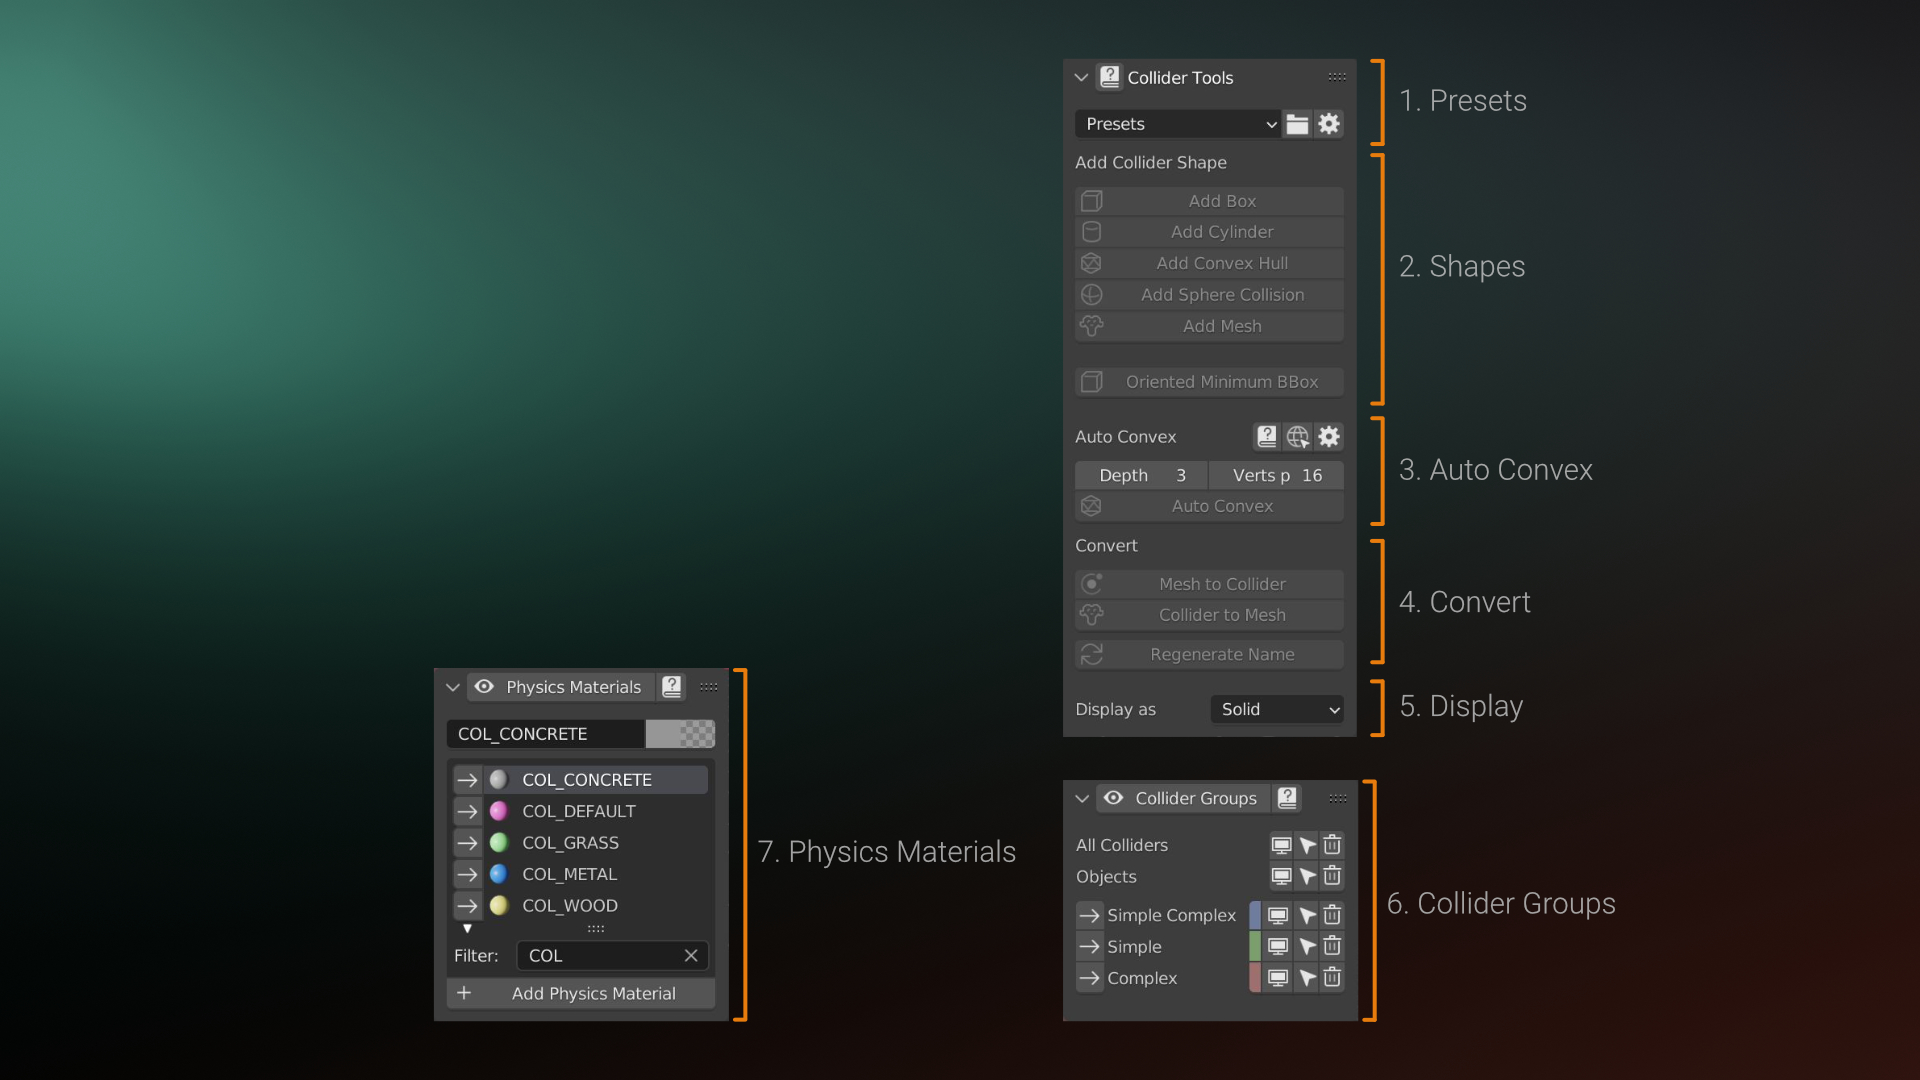 Collider Tools
Presets
1. Presets
Add Collider Shape
Add Box
Add Cylinder
Add Convex Hull
Add Sphere Collision
Add Mesh
Oriented Minimum BBox
2. Shapes
Auto Convex
Depth 3 Verts p 16
Auto Convex
3. Auto Convex
Convert
Mesh to Collider
Collider to Mesh
Regenerate Name
4. Convert
Display as Solid
5. Display
Collider Groups
All Colliders
Objects
Simple Complex
Simple
Complex
6. Collider Groups
Physics Materials
COL_CONCRETE
COL_CONCRETE
COL_DEFAULT
COL_GRASS
COL_METAL
COL_WOOD
Filter: COL
Add Physics Material
7. Physics Materials